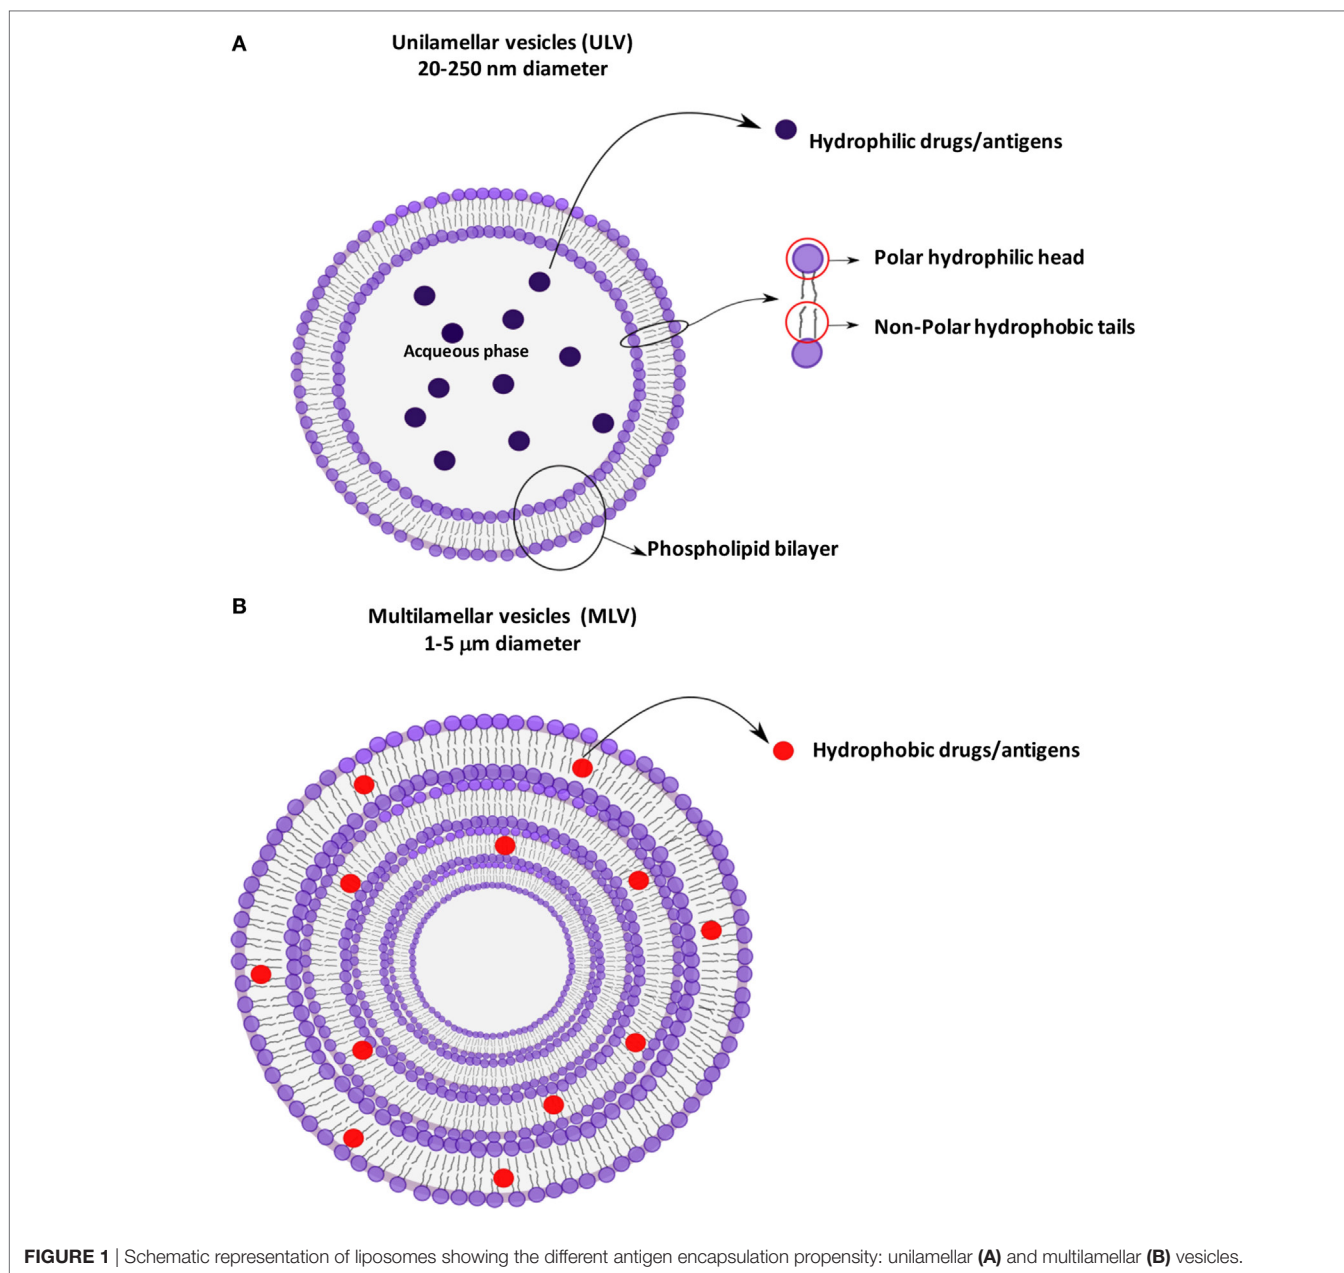 A
Unilamellar vesicles (ULV)
20-250 nm diameter
Hydrophilic drugs/antigens
Polar hydrophilic head
Non-Polar hydrophobic tails
Acqueous phase
Phospholipid bilayer
B
Multilamellar vesicles (MLV)
1-5 μm diameter
Hydrophobic drugs/antigens
FIGURE 1 | Schematic representation of liposomes showing the different antigen encapsulation propensity: unilamellar (A) and multilamellar (B) vesicles.